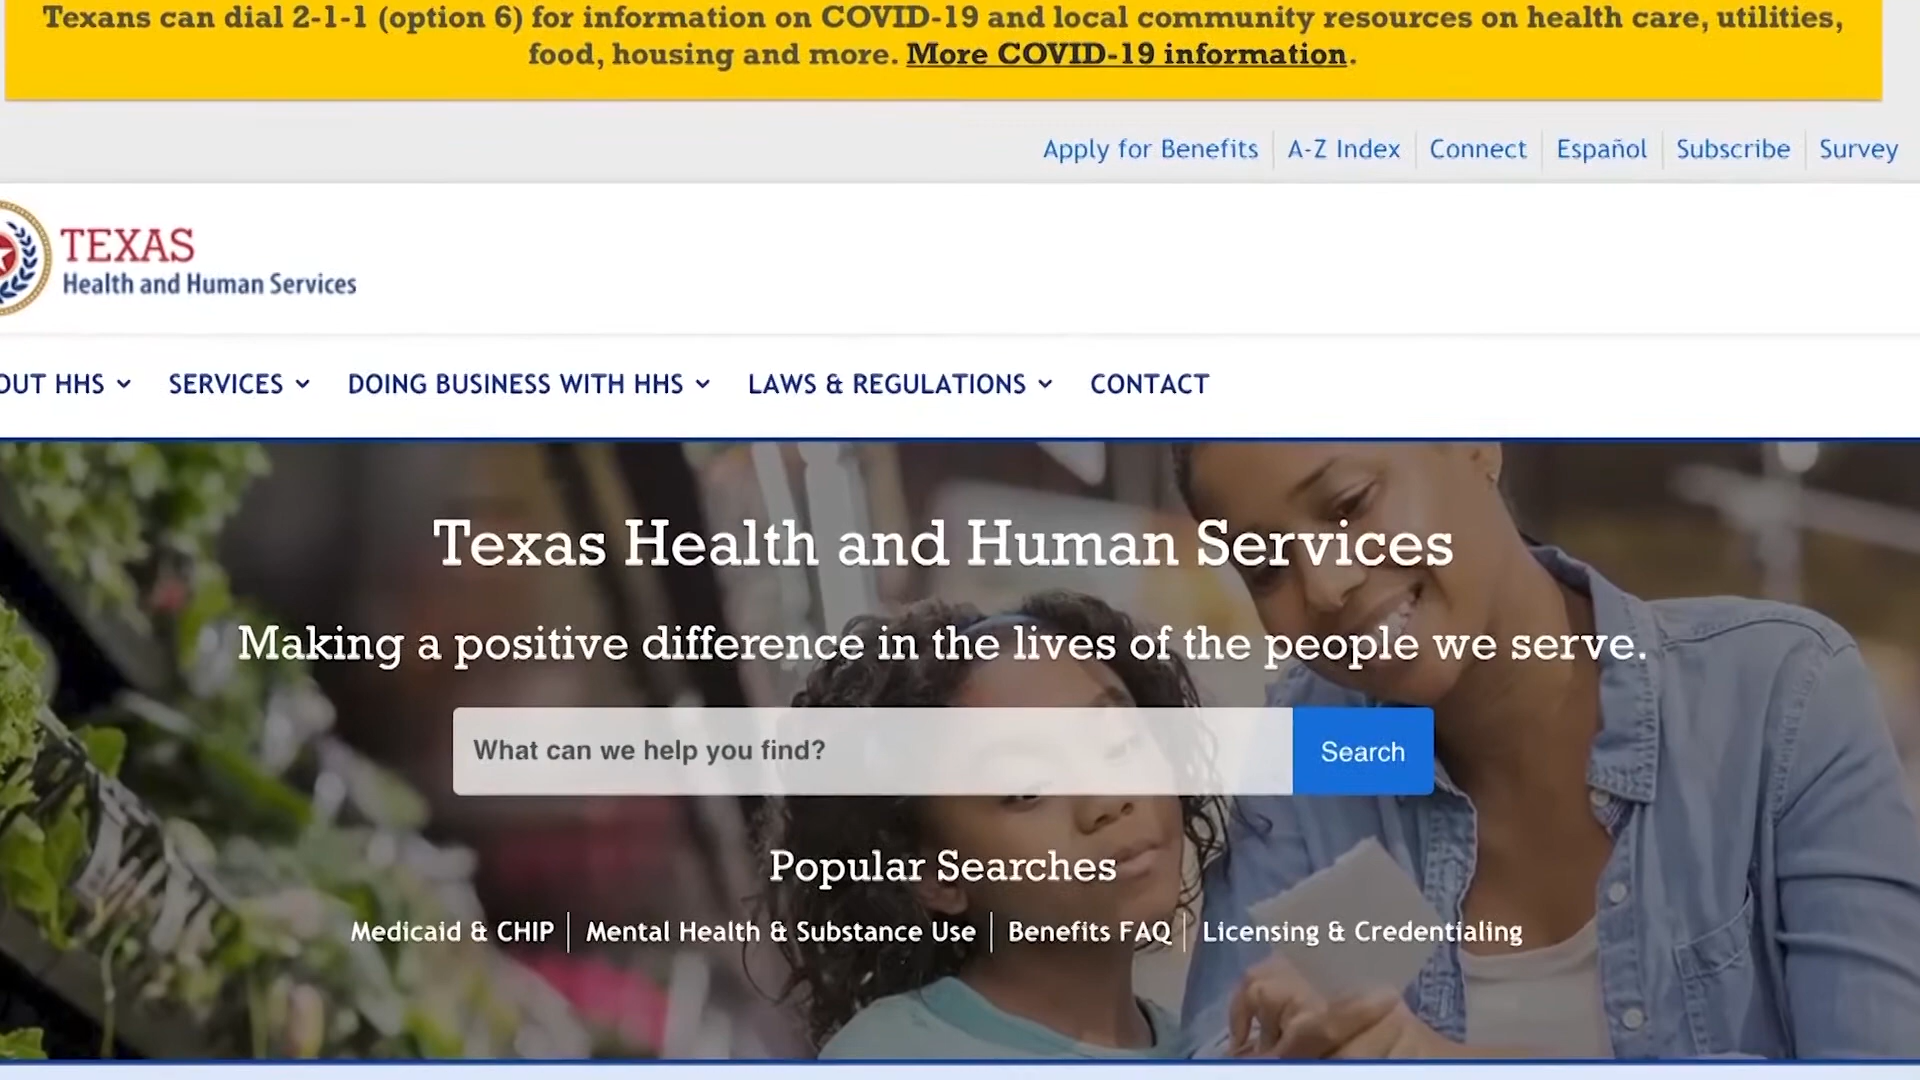 Texans can dial 2-1-1 (option 6) for information on COVID-19 and local community resources on health care, utilities,
food, housing and more. More COVID-19 information.
Apply for Benefits A-Z Index Connect Español Subscribe Survey
TEXAS
Health and Human Services
OUT HHS SERVICES DOING BUSINESS WITH HHS LAWS & REGULATIONS CONTACT
Texas Health and Human Services
Making a positive difference in the lives of the people we serve.
What can we help you find? Search
Popular Searches
Medicaid & CHIP Mental Health & Substance Use Benefits FAQ Licensing & Credentialing